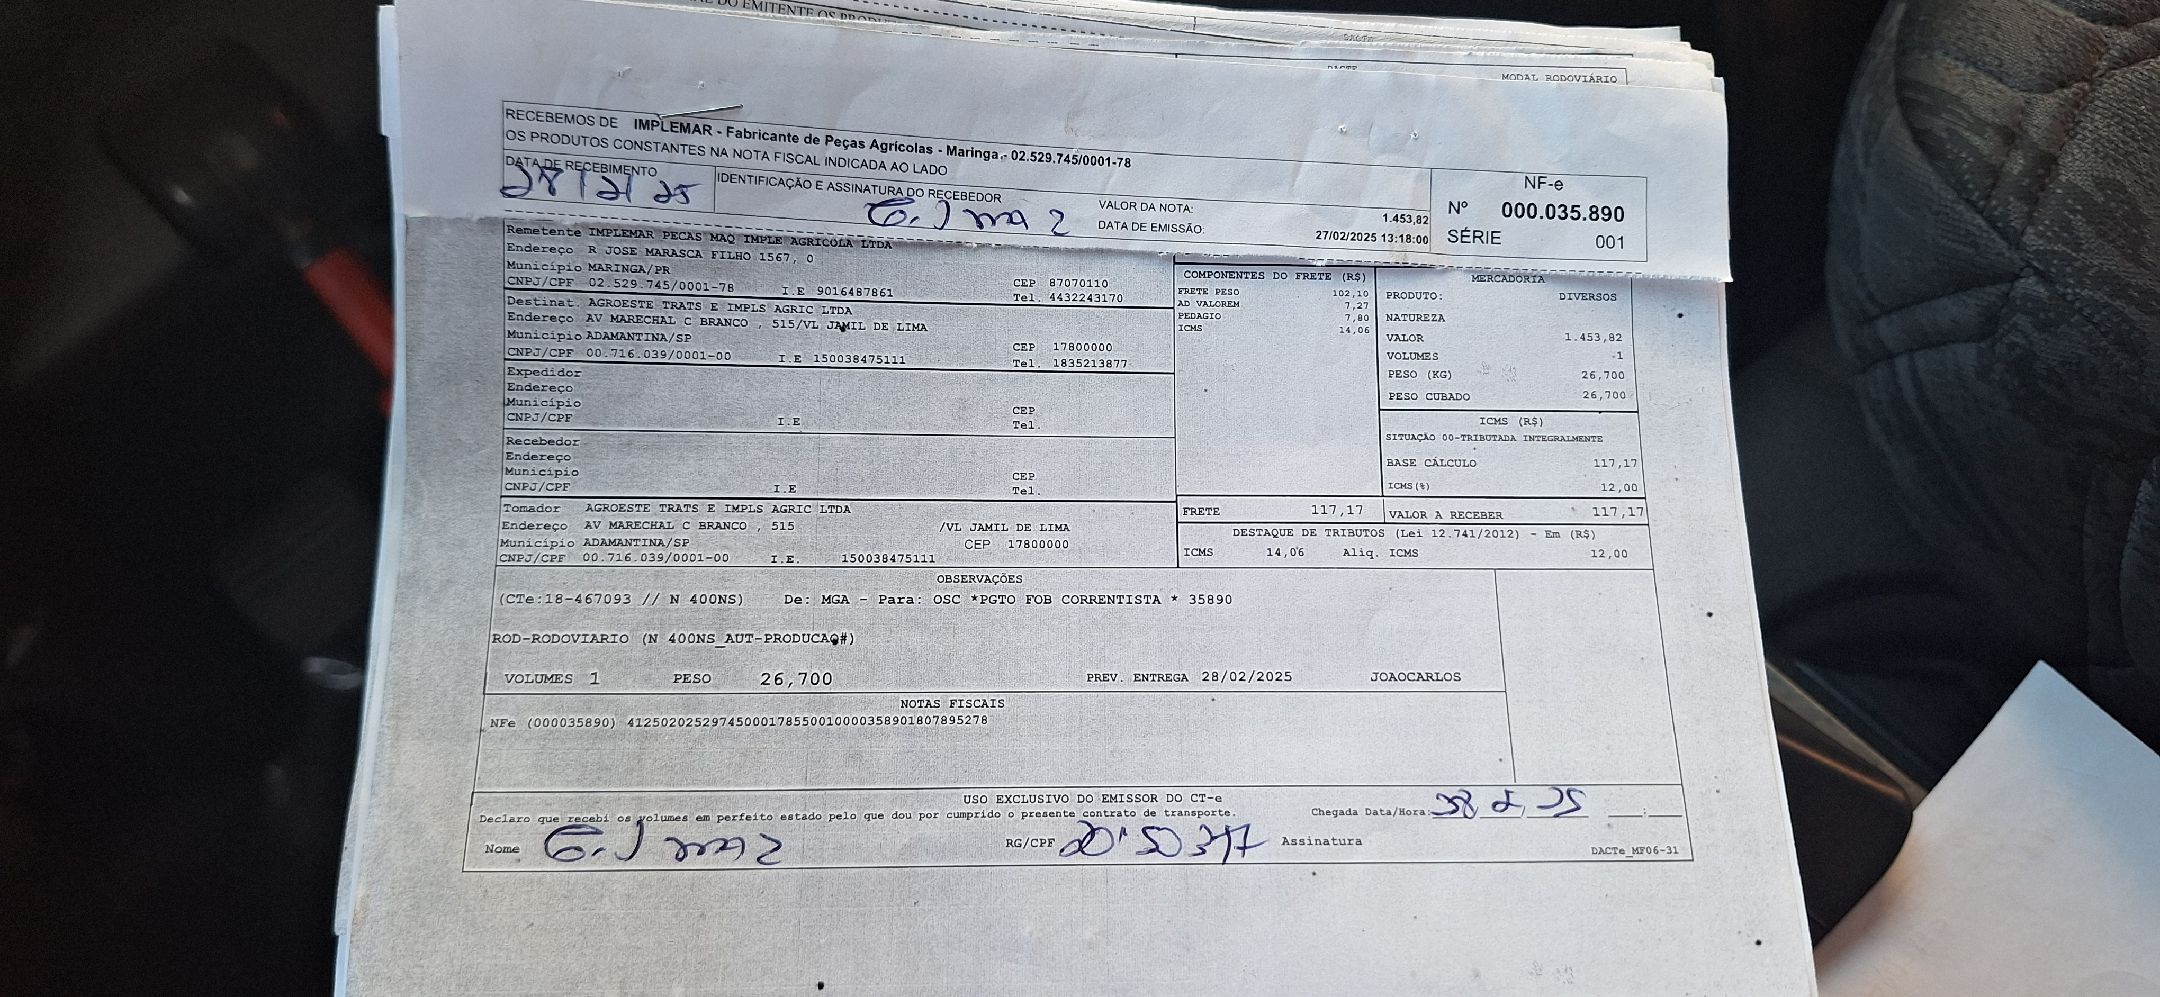 DO EMITENTE OS
DACTE
DACTE
MODAL RODOVIÁRIO
RECEBEMOS DE IMPLEMAR - Fabricante de Peças Agrícolas - Maringa - 02.529.745/0001-78
OS PRODUTOS CONSTANTES NA NOTA FISCAL INDICADA AO LADO
DATA DE RECEBIMENTO
28/2/25
IDENTIFICAÇÃO E ASSINATURA DO RECEBEDOR
VALOR DA NOTA: 1.453,82
DATA DE EMISSÃO: 27/02/2025 13:18:00
NF-e
Nº 000.035.890
SÉRIE 001
Remetente IMPLEMAR PECAS MAQ IMPLE AGRICOLA LTDA
Endereço R JOSE MARASCA FILHO 1567, 0
Município MARINGA/PR CEP 87070110
CNPJ/CPF 02.529.745/0001-78 I.E 9016487861 Tel. 4432243170
Destinat. AGROESTE TRATS E IMPLS AGRIC LTDA
Endereço AV MARECHAL C BRANCO , 515/VL JAMIL DE LIMA
Município ADAMANTINA/SP CEP 17800000
CNPJ/CPF 00.716.039/0001-00 I.E 150038475111 Tel. 1835213877
Expedidor
Endereço
Município CEP
CNPJ/CPF I.E Tel.
Recebedor
Endereço
Município CEP
CNPJ/CPF I.E Tel.
Tomador AGROESTE TRATS E IMPLS AGRIC LTDA
Endereço AV MARECHAL C BRANCO , 515 /VL JAMIL DE LIMA
Município ADAMANTINA/SP CEP 17800000
CNPJ/CPF 00.716.039/0001-00 I.E. 150038475111
COMPONENTES DO FRETE (R$)
FRETE PESO 102,10
AD VALOREM 7,27
PEDAGIO 7,80
ICMS 14,06
MERCADORIA
PRODUTO: DIVERSOS
NATUREZA
VALOR 1.453,82
VOLUMES 1
PESO (KG) 26,700
PESO CUBADO 26,700
ICMS (R$)
SITUAÇÃO 00-TRIBUTADA INTEGRALMENTE
BASE CÁLCULO 117,17
ICMS(%) 12,00
FRETE 117,17 VALOR A RECEBER 117,17
DESTAQUE DE TRIBUTOS (Lei 12.741/2012) - Em (R$)
ICMS 14,06 Aliq. ICMS 12,00
OBSERVAÇÕES
(CTe:18-467093 // N 400NS) De: MGA - Para: OSC *PGTO FOB CORRENTISTA * 35890
ROD-RODOVIARIO (N 400NS_AUT-PRODUCAO#)
VOLUMES 1 PESO 26,700 PREV. ENTREGA 28/02/2025 JOAOCARLOS
NOTAS FISCAIS
NFe (000035890) 41250202529745000178550010000358901807895278
USO EXCLUSIVO DO EMISSOR DO CT-e
Declaro que recebi os volumes em perfeito estado pelo que dou por cumprido o presente contrato de transporte.
Chegada Data/Hora: 28 2 25 __:__
Nome RG/CPF Assinatura
DACTe_MF06-31